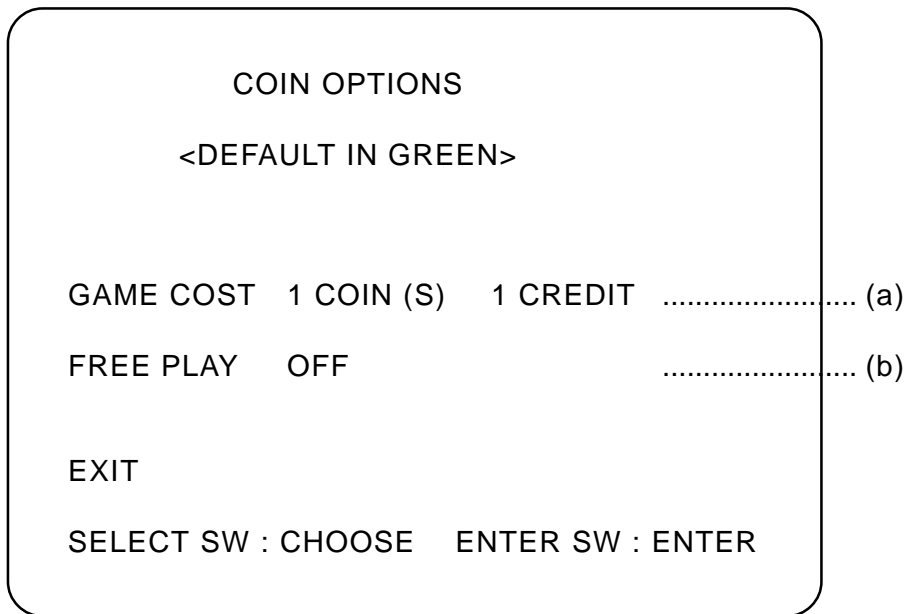 COIN OPTIONS
<DEFAULT IN GREEN>
GAME COST 1 COIN (S) 1 CREDIT ........................ (a)
FREE PLAY OFF ........................ (b)
EXIT
SELECT SW : CHOOSE ENTER SW : ENTER